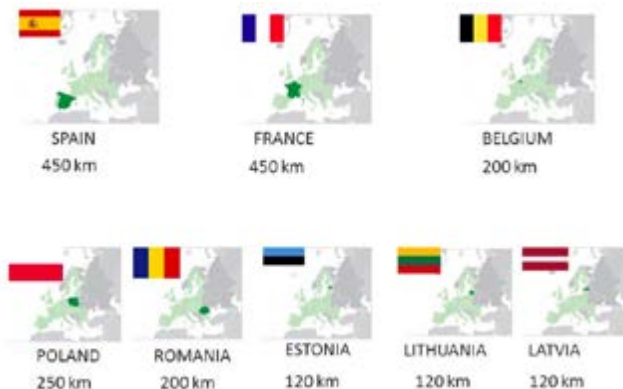 SPAIN
450 km
FRANCE
450 km
BELGIUM
200 km
POLAND
250 km
ROMANIA
200 km
ESTONIA
120 km
LITHUANIA
120 km
LATVIA
120 km